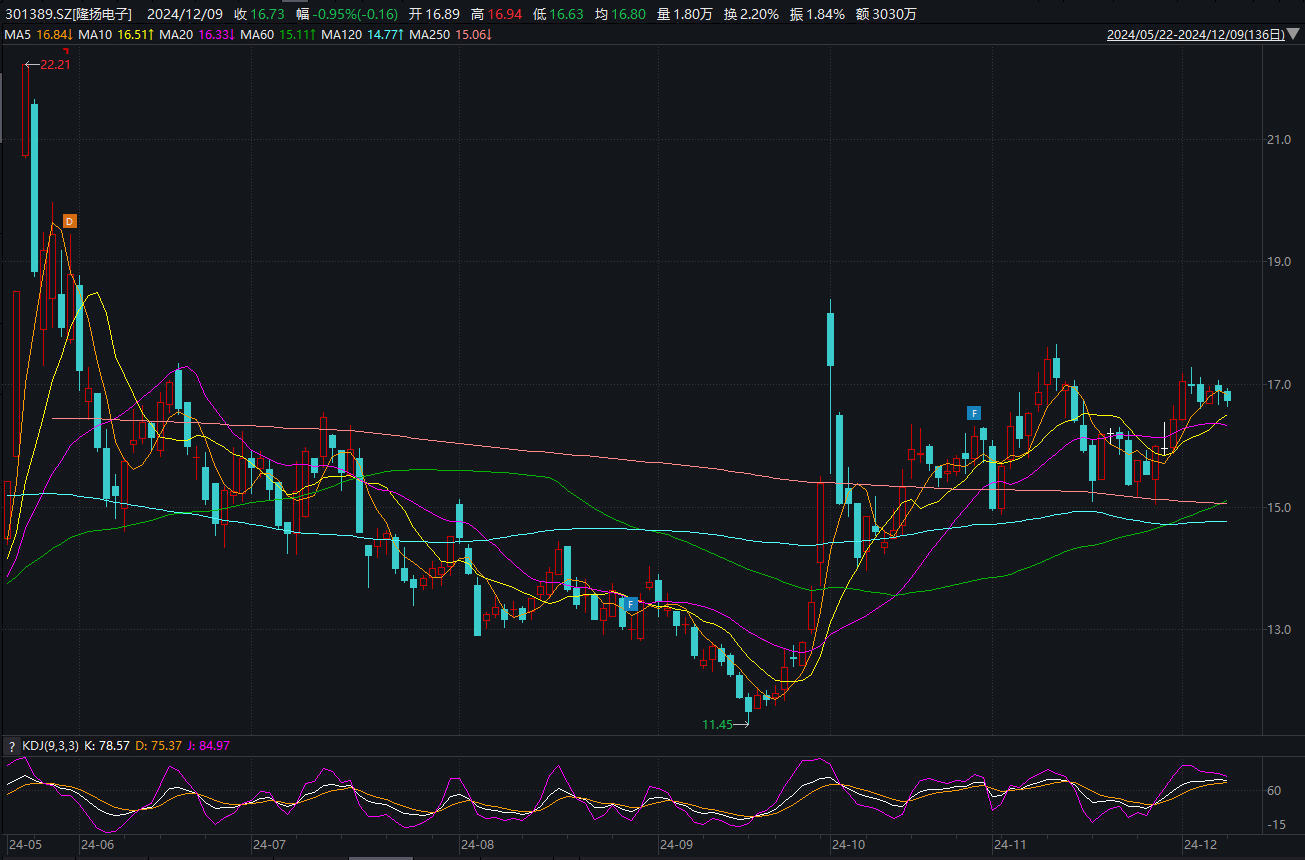 301389.SZ[隆扬电子] 2024/12/09 收 16.73 幅 -0.95%(-0.16) 开 16.89 高 16.94 低 16.63 均 16.80 量 1.80万 换 2.20% 振 1.84% 额 3030万
MA5 16.84↓ MA10 16.51↑ MA20 16.33↓ MA60 15.11↑ MA120 14.77↑ MA250 15.06↓ 2024/05/22-2024/12/09(136日)▼
22.21
21.0
D
19.0
17.0
F
15.0
F
13.0
11.45
? KDJ(9,3,3) K: 78.57 D: 75.37 J: 84.97
60
-15
24-05 24-06 24-07 24-08 24-09 24-10 24-11 24-12